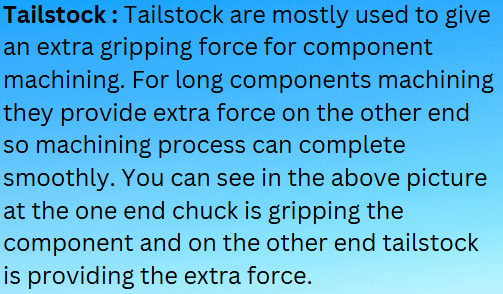 Tailstock : Tailstock are mostly used to give
an extra gripping force for component
machining. For long components machining
they provide extra force on the other end
so machining process can complete
smoothly. You can see in the above picture
at the one end chuck is gripping the
component and on the other end tailstock
is providing the extra force.